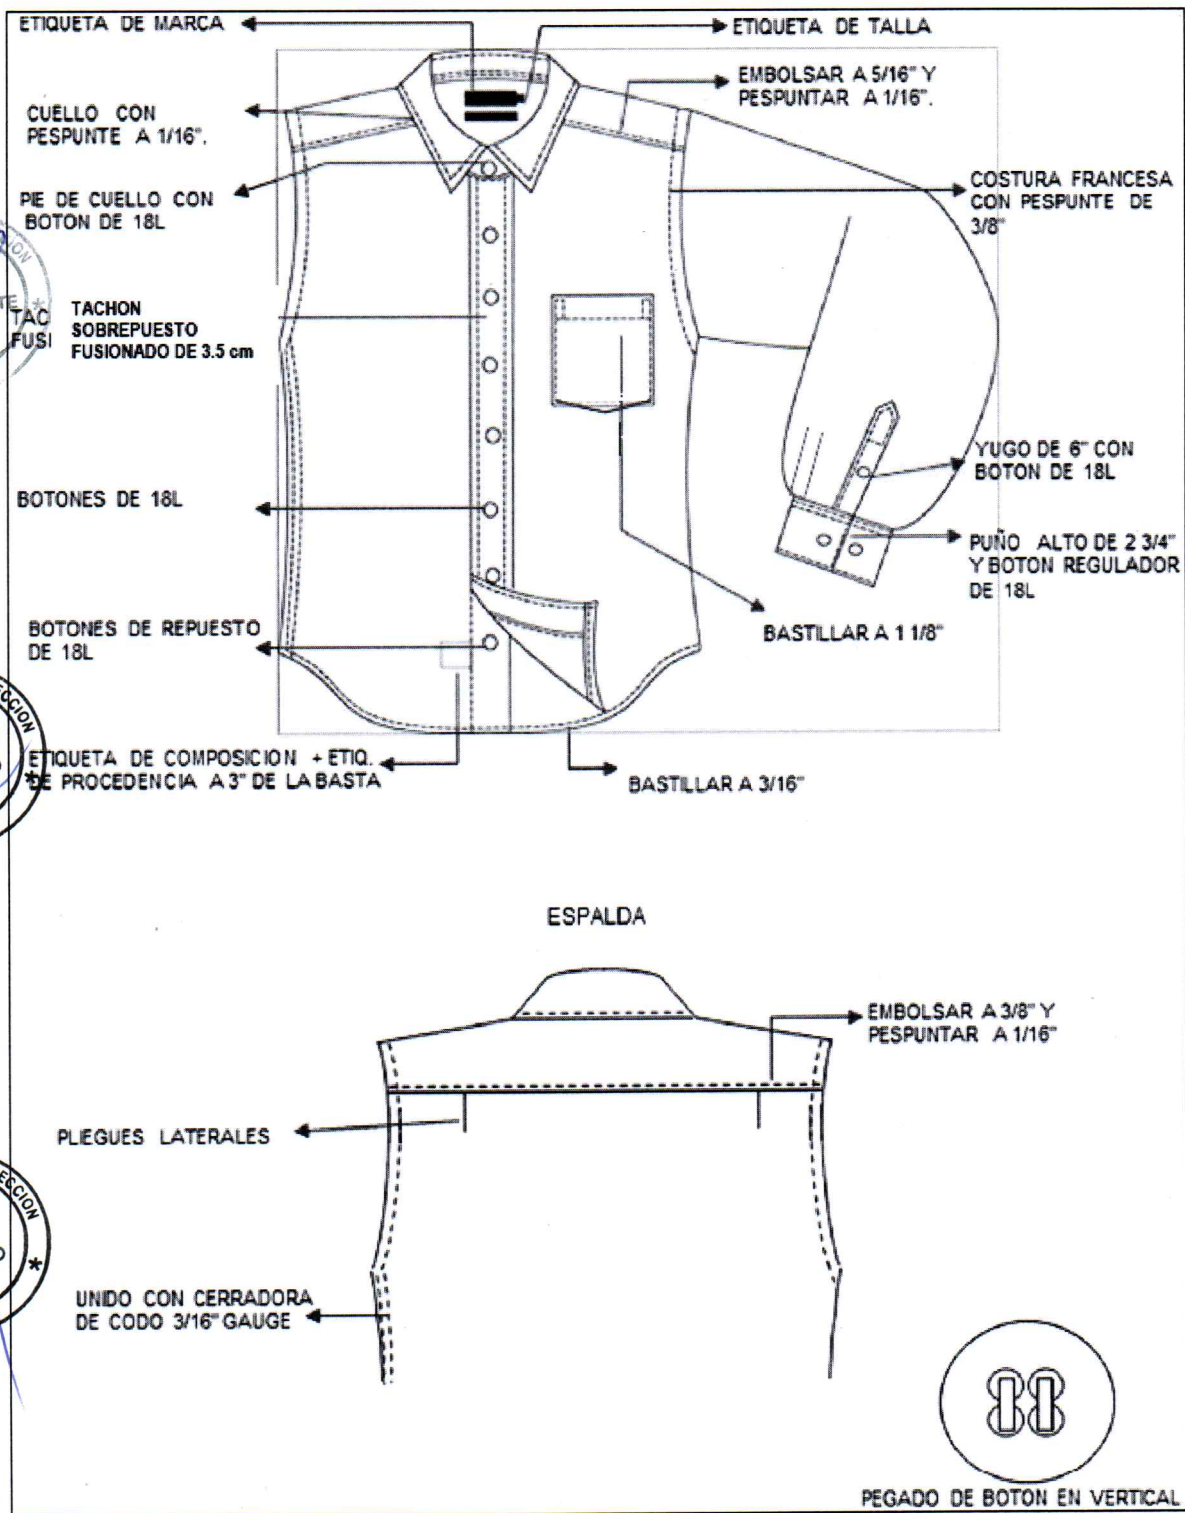 ETIQUETA DE MARCA
ETIQUETA DE TALLA
EMBOLSAR A 5/16" Y
PESPUNTAR A 1/16".
CUELLO CON
PESPUNTE A 1/16".
PIE DE CUELLO CON
BOTON DE 18L
COSTURA FRANCESA
CON PESPUNTE DE
3/8"
TAC
FUSI
TACHON
SOBREPUESTO
FUSIONADO DE 3.5 cm
YUGO DE 6" CON
BOTON DE 18L
BOTONES DE 18L
PUÑO ALTO DE 2 3/4"
Y BOTON REGULADOR
DE 18L
BOTONES DE REPUESTO
DE 18L
BASTILLAR A 1 1/8"
ETIQUETA DE COMPOSICION + ETIQ.
DE PROCEDENCIA A 3" DE LA BASTA
BASTILLAR A 3/16"
ESPALDA
EMBOLSAR A 3/8" Y
PESPUNTAR A 1/16"
PLIEGUES LATERALES
UNIDO CON CERRADORA
DE CODO 3/16" GAUGE
PEGADO DE BOTON EN VERTICAL